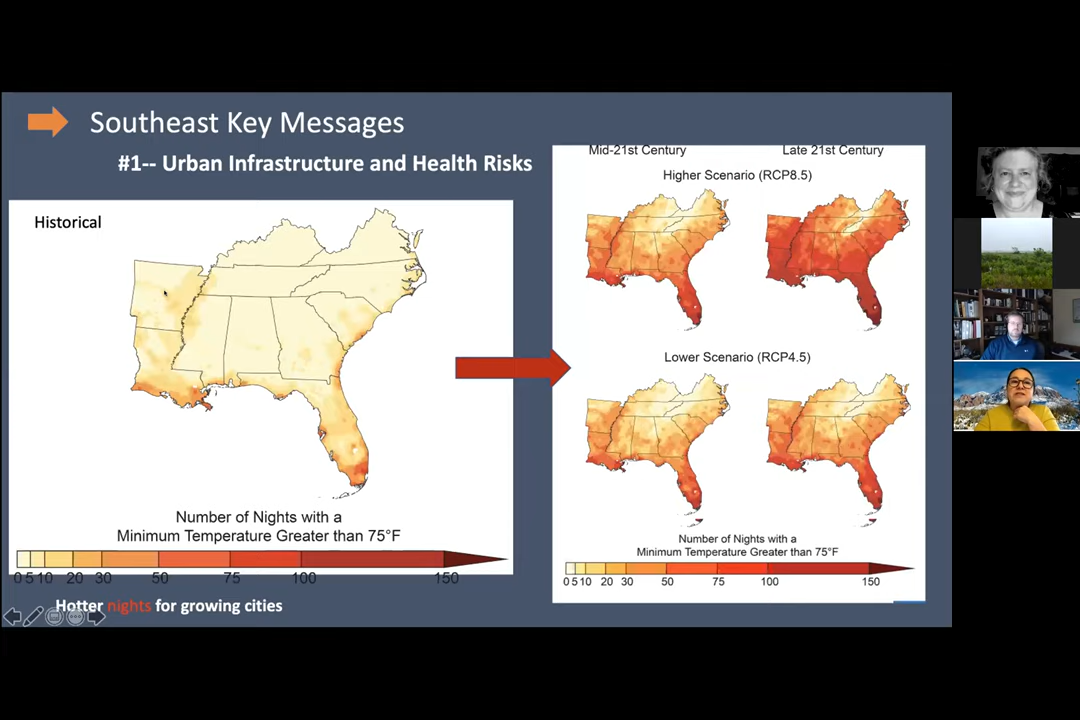 Southeast Key Messages
#1-- Urban Infrastructure and Health Risks
Historical
Number of Nights with a
Minimum Temperature Greater than 75°F
0 5 10 20 30 50 75 100 150
Hotter nights for growing cities
Mid-21st Century Late 21st Century
Higher Scenario (RCP8.5)
Lower Scenario (RCP4.5)
Number of Nights with a
Minimum Temperature Greater than 75°F
0 5 10 20 30 50 75 100 150